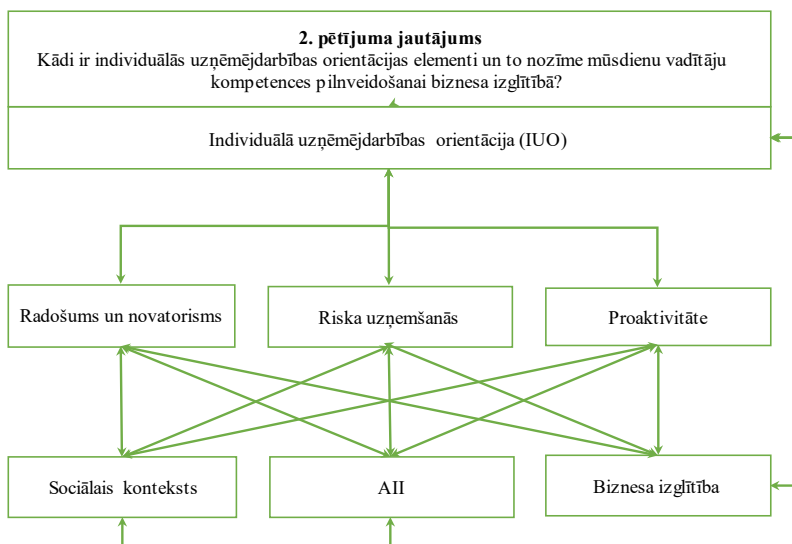 2. pētījuma jautājums
Kādi ir individuālās uzņēmējdarbības orientācijas elementi un to nozīme mūsdienu vadītāju
kompetences pilnveidošanai biznesa izglītībā?
Individuālā uzņēmējdarbības orientācija (IUO)
Radošums un novatorisms
Riska uzņemšanās
Proaktivitāte
Sociālais konteksts
AII
Biznesa izglītība